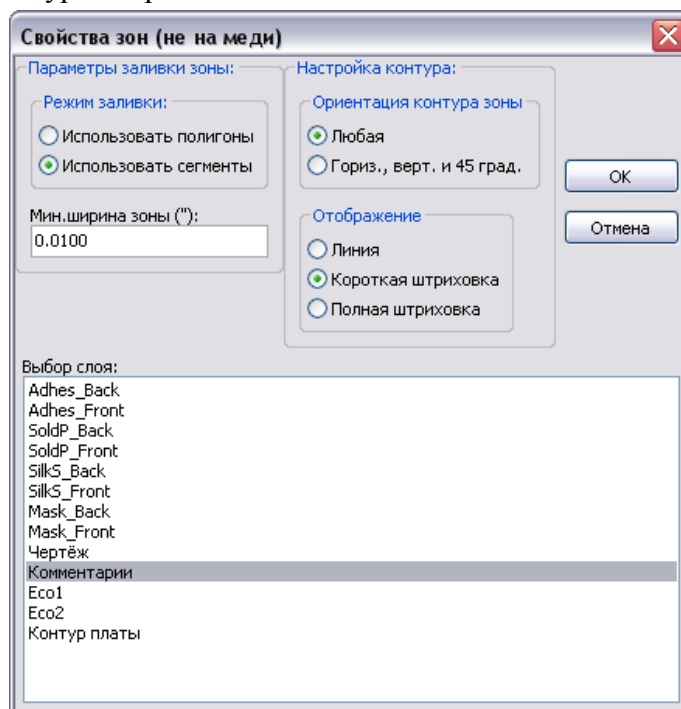 Свойства зон (не на меди)
Параметры заливки зоны:
Режим заливки:
Использовать полигоны
Использовать сегменты
Мин.ширина зоны ("):
0.0100
Настройка контура:
Ориентация контура зоны
Любая
Гориз., верт. и 45 град.
Отображение
Линия
Короткая штриховка
Полная штриховка
OK
Отмена
Выбор слоя:
Adhes_Back
Adhes_Front
SoldP_Back
SoldP_Front
SilkS_Back
SilkS_Front
Mask_Back
Mask_Front
Чертёж
Комментарии
Eco1
Eco2
Контур платы